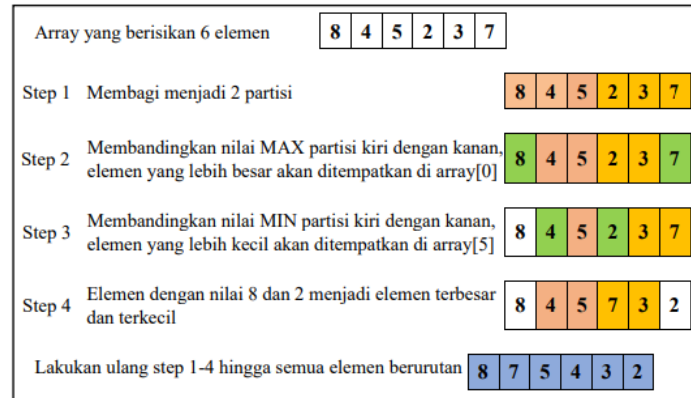 Array yang berisikan 6 elemen 8 4 5 2 3 7
Step 1 Membagi menjadi 2 partisi 8 4 5 2 3 7
Step 2 Membandingkan nilai MAX partisi kiri dengan kanan,
elemen yang lebih besar akan ditempatkan di array[0] 8 4 5 2 3 7
Step 3 Membandingkan nilai MIN partisi kiri dengan kanan,
elemen yang lebih kecil akan ditempatkan di array[5] 8 4 5 2 3 7
Step 4 Elemen dengan nilai 8 dan 2 menjadi elemen terbesar
dan terkecil 8 4 5 7 3 2
Lakukan ulang step 1-4 hingga semua elemen berurutan 8 7 5 4 3 2